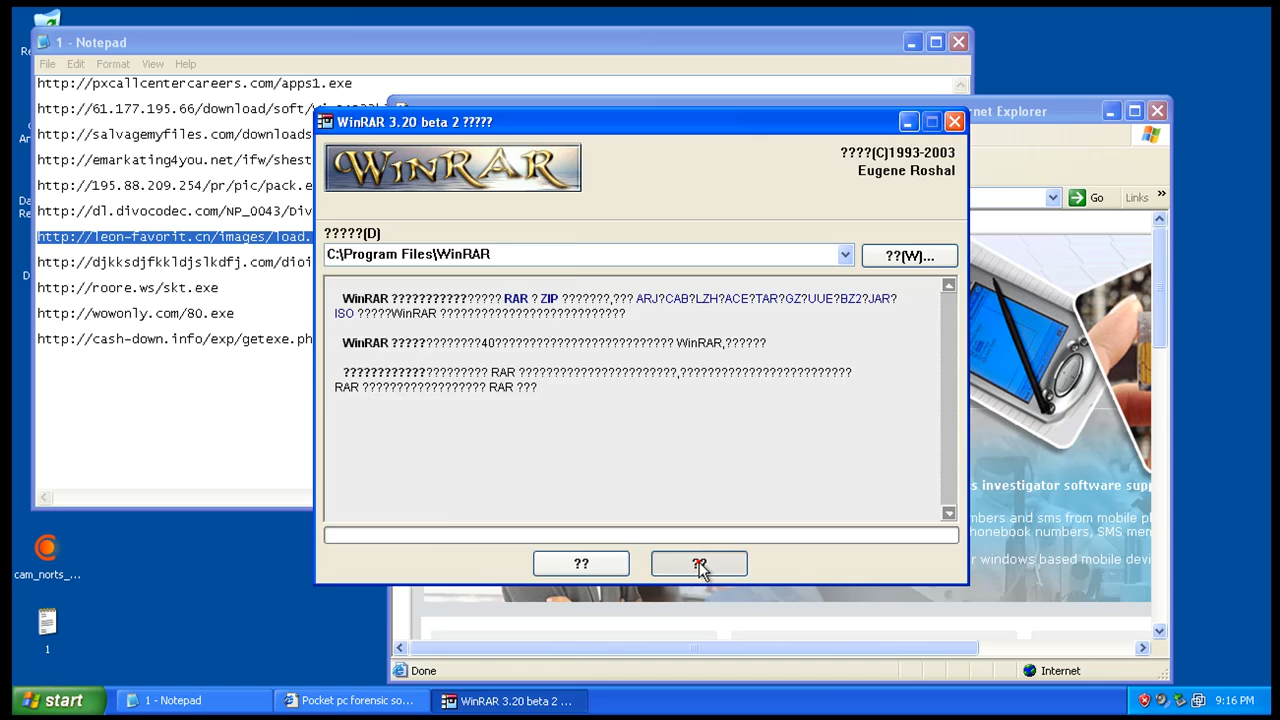 1 - Notepad
File Edit Format View Help
http://pxcallcentercareers.com/apps1.exe
http://61.177.195.66/download/soft/
http://salvagemyfiles.com/downloads
http://emarkating4you.net/ifw/shest
http://195.88.209.254/pr/pic/pack.e
http://dl.divocodec.com/NP_0043/Div
http://leon-favorit.cn/images/load.
http://djkksdjfkkldjslkdfj.com/dioi
http://roore.ws/skt.exe
http://wowonly.com/80.exe
http://cash-down.info/exp/getexe.ph
rnet Explorer
Go Links »
WinRAR 3.20 beta 2 ?????
WINRAR
????(C)1993-2003
Eugene Roshal
?????(D)
C:\Program Files\WinRAR
??(W)...
WinRAR ?????????? ?????? RAR ? ZIP ???????,??? ARJ?CAB?LZH?ACE?TAR?GZ?UUE?BZ2?JAR?
ISO ?????WinRAR ???????????????????????????
WinRAR ?????????????40?????????????????????????? WinRAR,??????
????????????????????? RAR ???????????????????????,?????????????????????????
RAR ?????????????????? RAR ???
??
??
s investigator software supp
mbers and sms from mobile p
honebook numbers, SMS mem
r windows based mobile devi
Done
Internet
cam_norts_...
1
start
1 - Notepad
Pocket pc forensic so...
WinRAR 3.20 beta 2 ...
9:16 PM